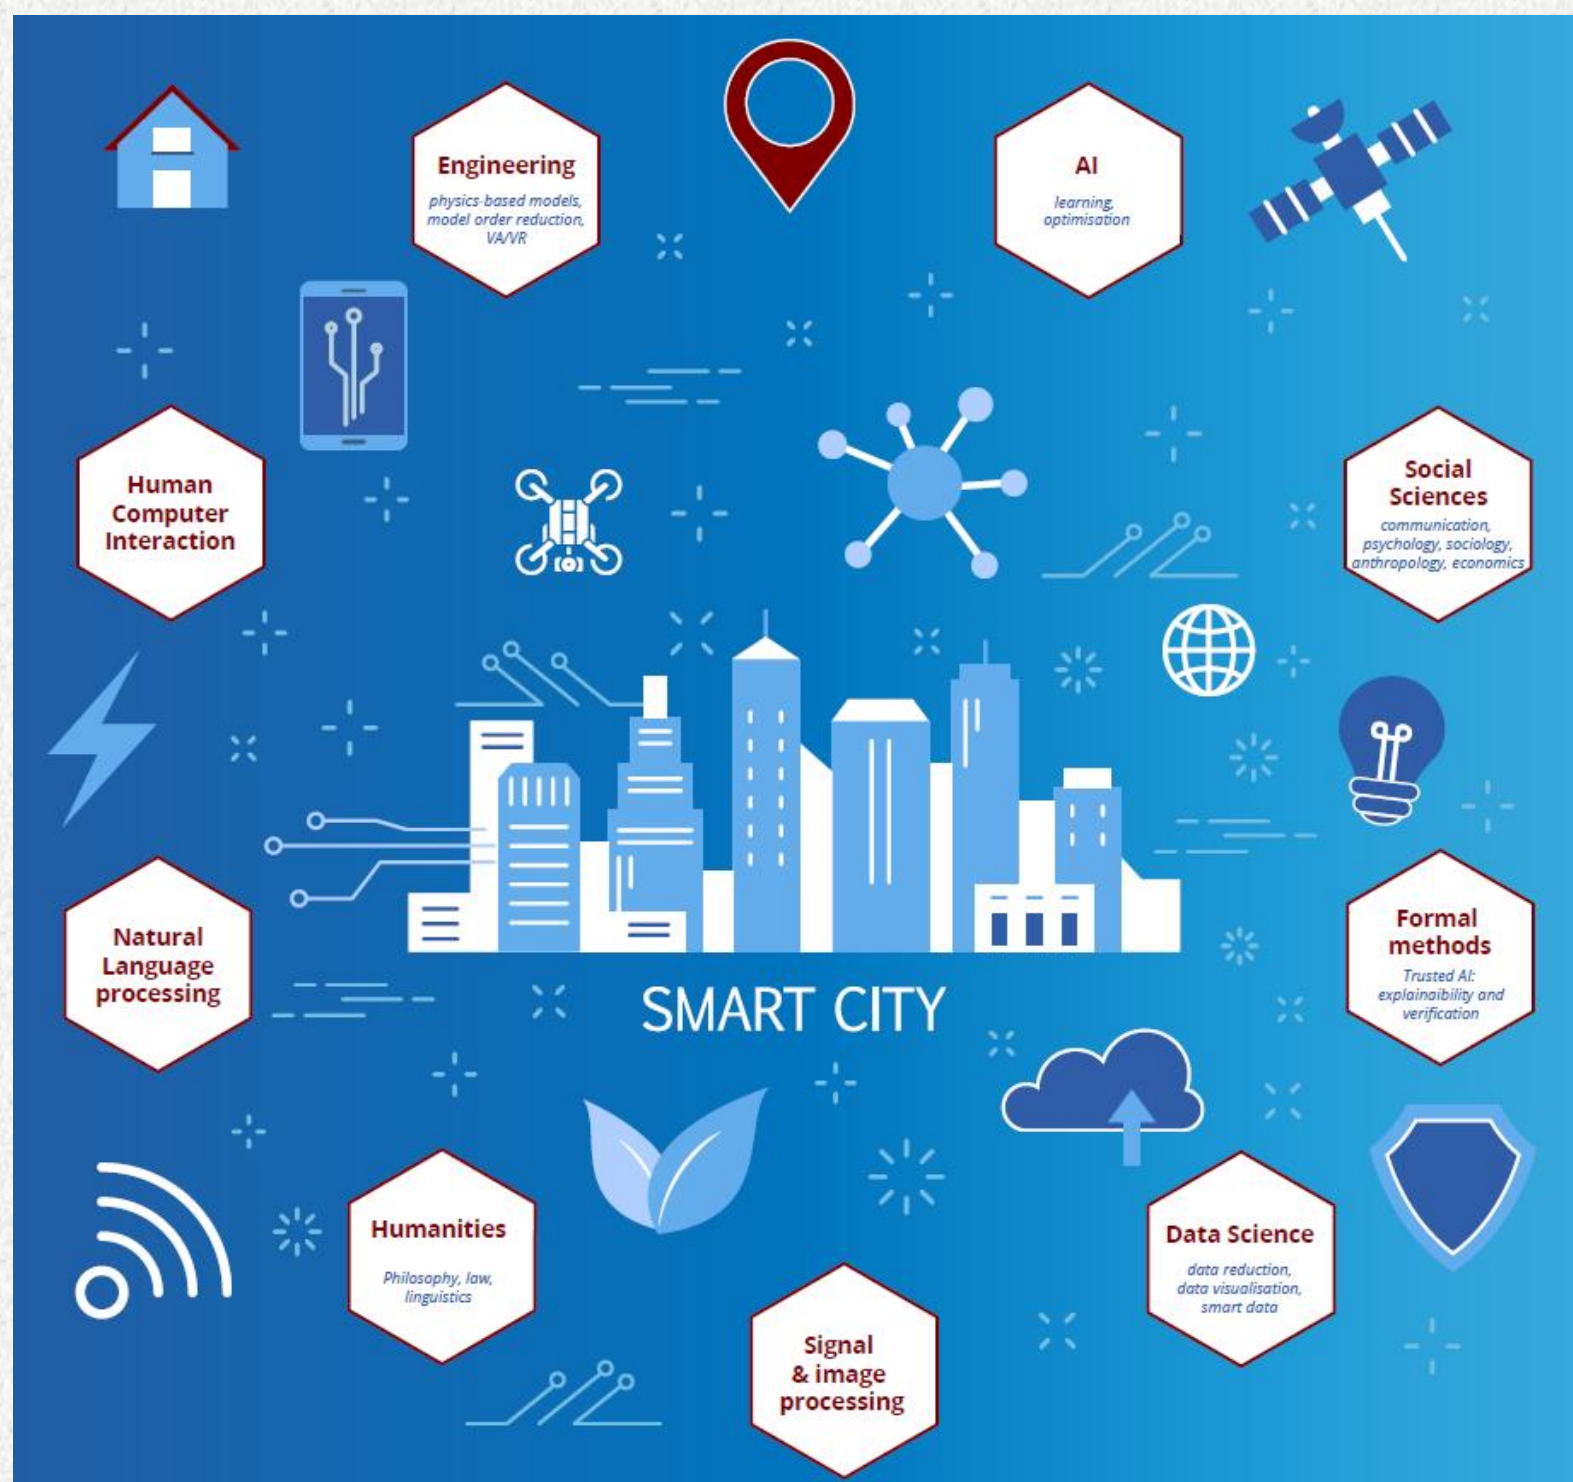 Engineering
physics-based models,
model order reduction,
VA/VR
AI
learning,
optimisation
Human
Computer
Interaction
Social
Sciences
communication,
psychology, sociology,
anthropology, economics
Natural
Language
processing
Formal
methods
Trusted AI:
explainaibility and
verification
SMART CITY
Humanities
Philosophy, law,
linguistics
Data Science
data reduction,
data visualisation,
smart data
Signal
& image
processing